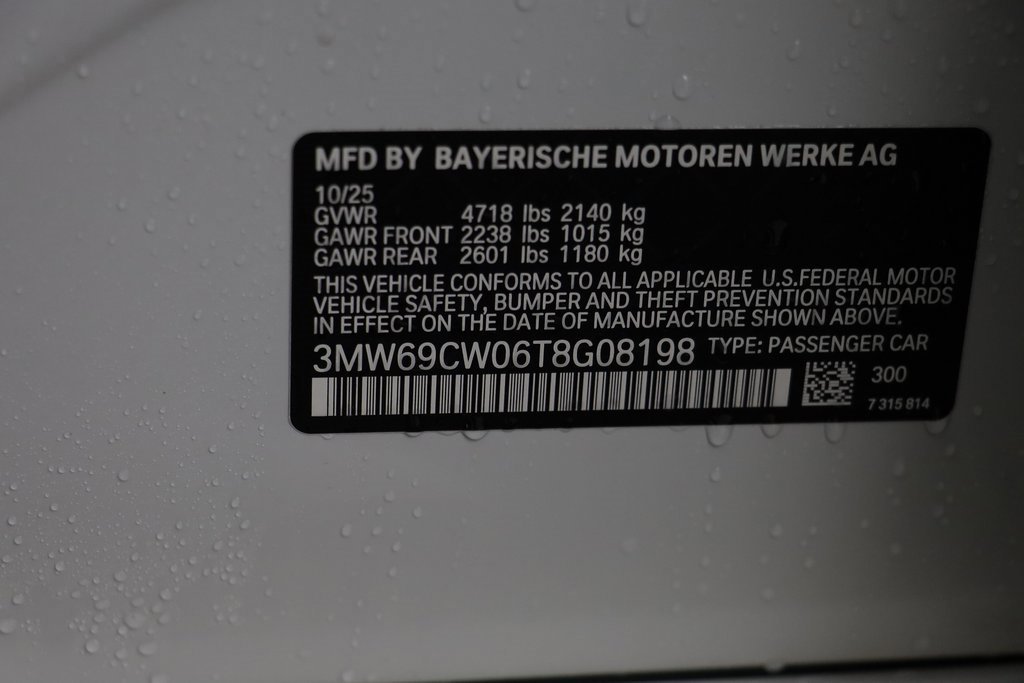 MFD BY BAYERISCHE MOTOREN WERKE AG
10/25
GVWR 4718 lbs 2140 kg
GAWR FRONT 2238 lbs 1015 kg
GAWR REAR 2601 lbs 1180 kg
THIS VEHICLE CONFORMS TO ALL APPLICABLE U.S.FEDERAL MOTOR
VEHICLE SAFETY, BUMPER AND THEFT PREVENTION STANDARDS
IN EFFECT ON THE DATE OF MANUFACTURE SHOWN ABOVE.
3MW69CW06T8G08198 TYPE: PASSENGER CAR
300
7 315 814